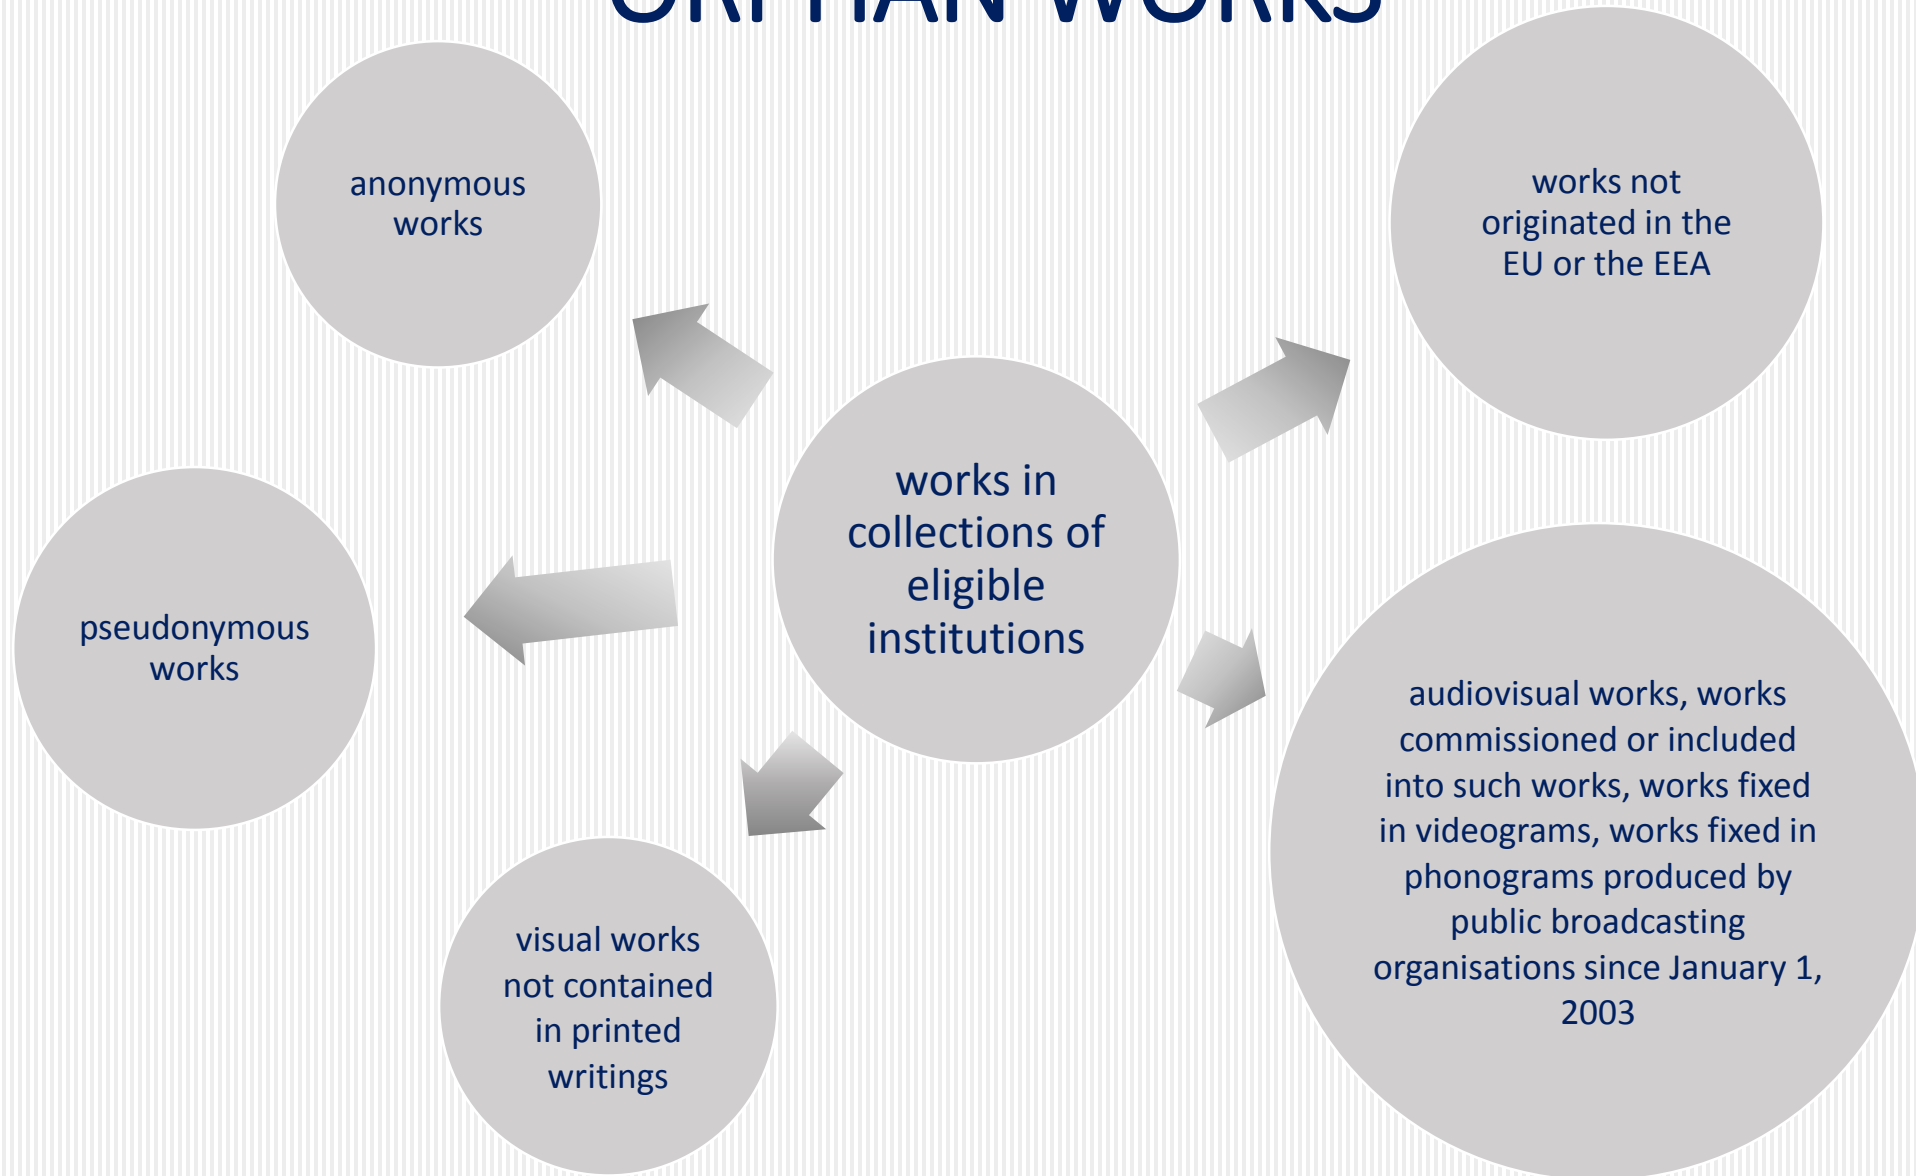 ORPHAN WORKS
anonymous
works
works not
originated in the
EU or the EEA
works in
collections of
eligible
institutions
pseudonymous
works
audiovisual works, works
commissioned or included
into such works, works fixed
in videograms, works fixed in
phonograms produced by
public broadcasting
organisations since January 1,
2003
visual works
not contained
in printed
writings